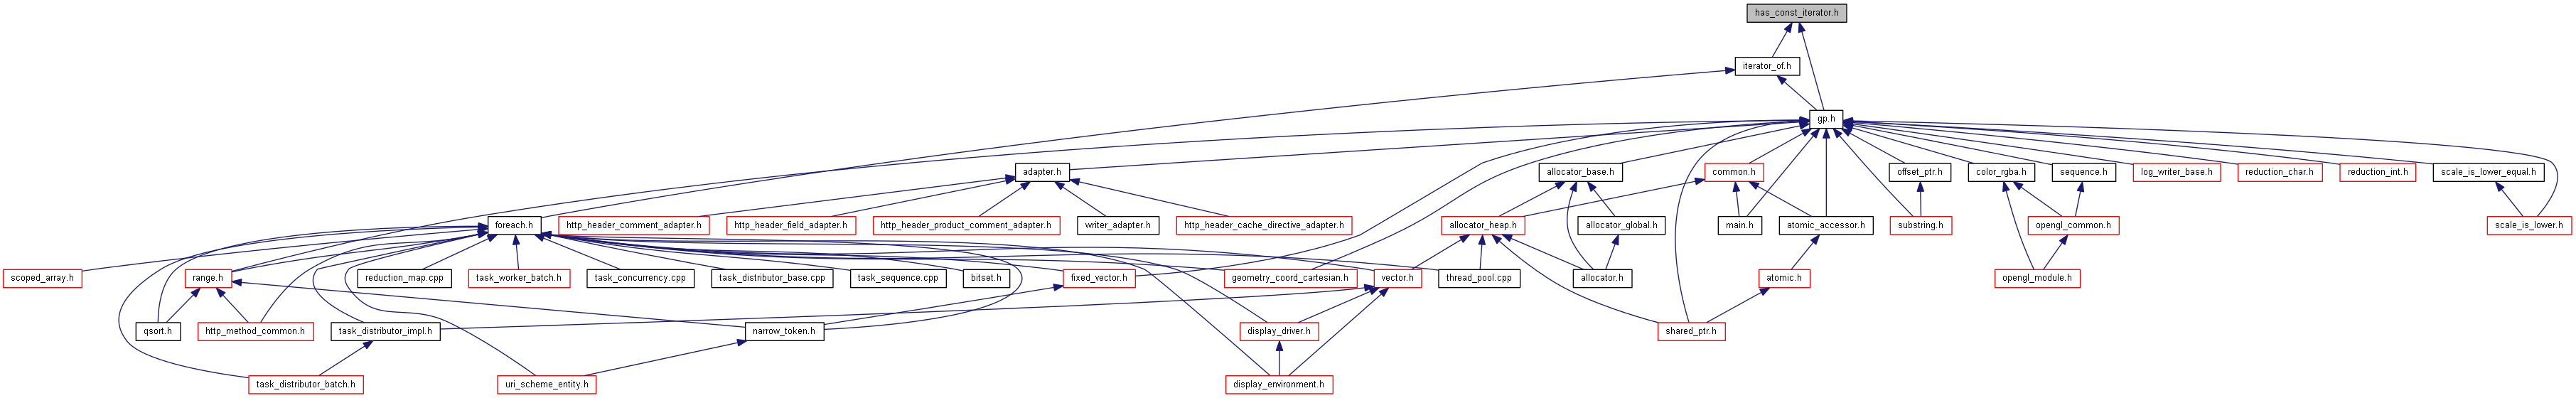 has_const_iterator.h
iterator_of.h
gp.h
adapter.h
allocator_base.h
common.h
offset_ptr.h
color_rgba.h
sequence.h
log_writer_base.h
reduction_char.h
reduction_int.h
scale_is_lower_equal.h
foreach.h
http_header_comment_adapter.h
http_header_field_adapter.h
http_header_product_comment_adapter.h
writer_adapter.h
http_header_cache_directive_adapter.h
allocator_heap.h
allocator_global.h
main.h
atomic_accessor.h
substring.h
opengl_common.h
scale_is_lower.h
scoped_array.h
range.h
reduction_map.cpp
task_worker_batch.h
task_concurrency.cpp
task_distributor_base.cpp
task_sequence.cpp
bitset.h
fixed_vector.h
geometry_coord_cartesian.h
vector.h
thread_pool.cpp
allocator.h
atomic.h
opengl_module.h
qsort.h
http_method_common.h
task_distributor_impl.h
narrow_token.h
display_driver.h
shared_ptr.h
task_distributor_batch.h
uri_scheme_entity.h
display_environment.h